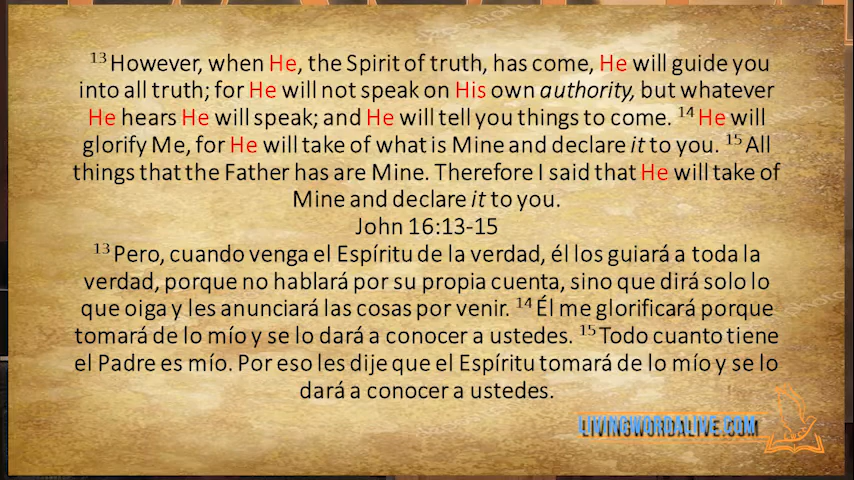 13 However, when He, the Spirit of truth, has come, He will guide you
into all truth; for He will not speak on His own authority, but whatever
He hears He will speak; and He will tell you things to come. 14 He will
glorify Me, for He will take of what is Mine and declare it to you. 15 All
things that the Father has are Mine. Therefore I said that He will take of
Mine and declare it to you.
John 16:13-15
13 Pero, cuando venga el Espíritu de la verdad, él los guiará a toda la
verdad, porque no hablará por su propia cuenta, sino que dirá solo lo
que oiga y les anunciará las cosas por venir. 14 Él me glorificará porque
tomará de lo mío y se lo dará a conocer a ustedes. 15 Todo cuanto tiene
el Padre es mío. Por eso les dije que el Espíritu tomará de lo mío y se lo
dará a conocer a ustedes.
LIVINGWORDALIVE.COM